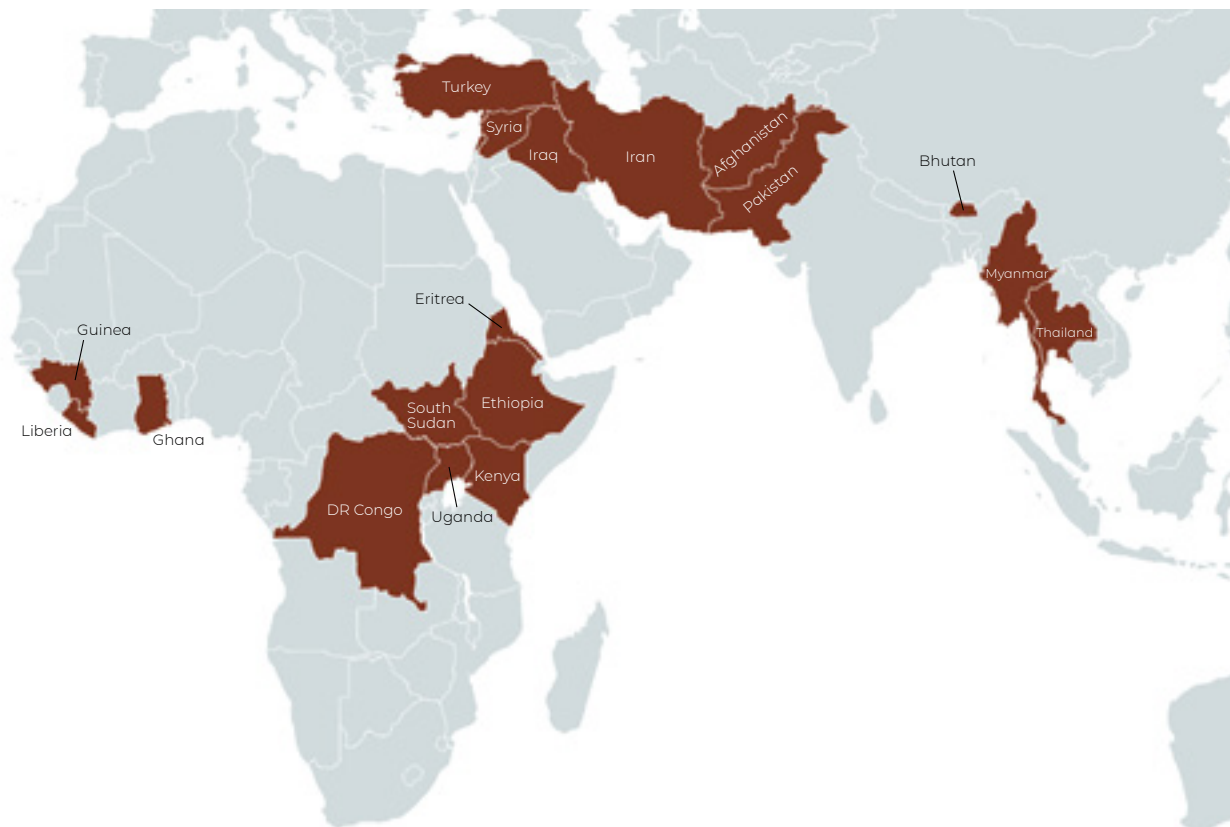 Turkey
Syria
Iraq
Iran
Afghanistan
Pakistan
Bhutan
Myanmar
Thailand
Eritrea
Guinea
Liberia
Ghana
South
Sudan
Ethiopia
DR Congo
Uganda
Kenya